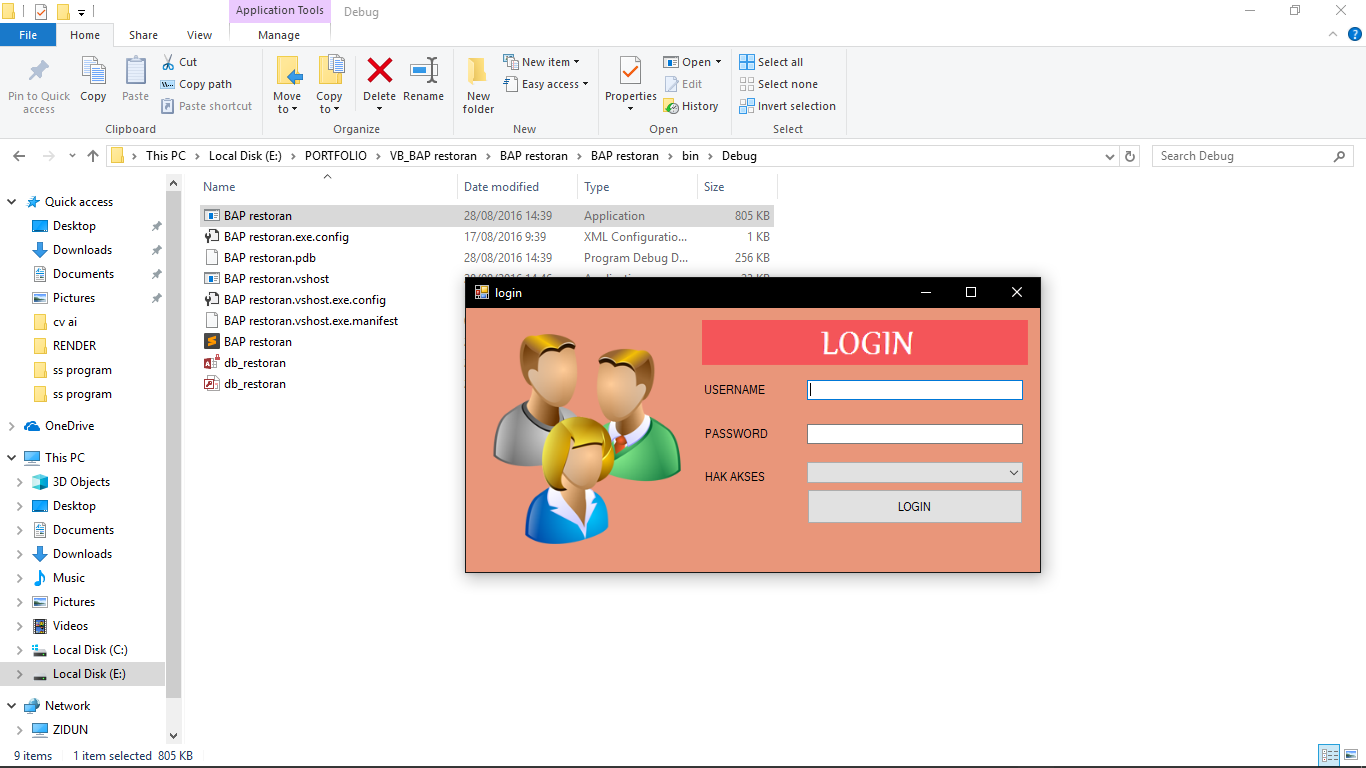 Application Tools Debug
File Home Share View Manage
Pin to Quick access
Copy
Paste
Cut
Copy path
Paste shortcut
Clipboard
Move to
Copy to
Delete
Rename
Organize
New folder
New item
Easy access
New
Properties
Open
Edit
History
Open
Select all
Select none
Invert selection
Select
This PC Local Disk (E:) PORTFOLIO VB_BAP restoran BAP restoran BAP restoran bin Debug
Search Debug
Quick access
Desktop
Downloads
Documents
Pictures
cv ai
RENDER
ss program
ss program
OneDrive
This PC
3D Objects
Desktop
Documents
Downloads
Music
Pictures
Videos
Local Disk (C:)
Local Disk (E:)
Network
ZIDUN
Name Date modified Type Size
BAP restoran 28/08/2016 14:39 Application 805 KB
BAP restoran.exe.config 17/08/2016 9:39 XML Configuratio... 1 KB
BAP restoran.pdb 28/08/2016 14:39 Program Debug D... 256 KB
BAP restoran.vshost
BAP restoran.vshost.exe.config
BAP restoran.vshost.exe.manifest
BAP restoran
db_restoran
db_restoran
login
LOGIN
USERNAME
PASSWORD
HAK AKSES
LOGIN
9 items 1 item selected 805 KB